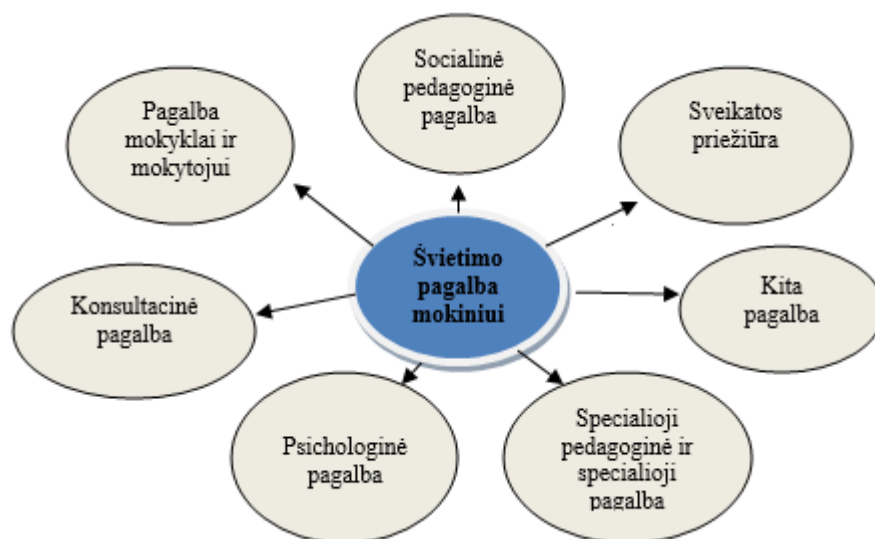 Socialinė
pedagoginė
pagalba
Pagalba
mokyklai ir
mokytojui
Sveikatos
priežiūra
Švietimo
pagalba
mokiniui
Konsultacinė
pagalba
Kita
pagalba
Psichologinė
pagalba
Specialioji
pedagoginė ir
specialioji
pagalba